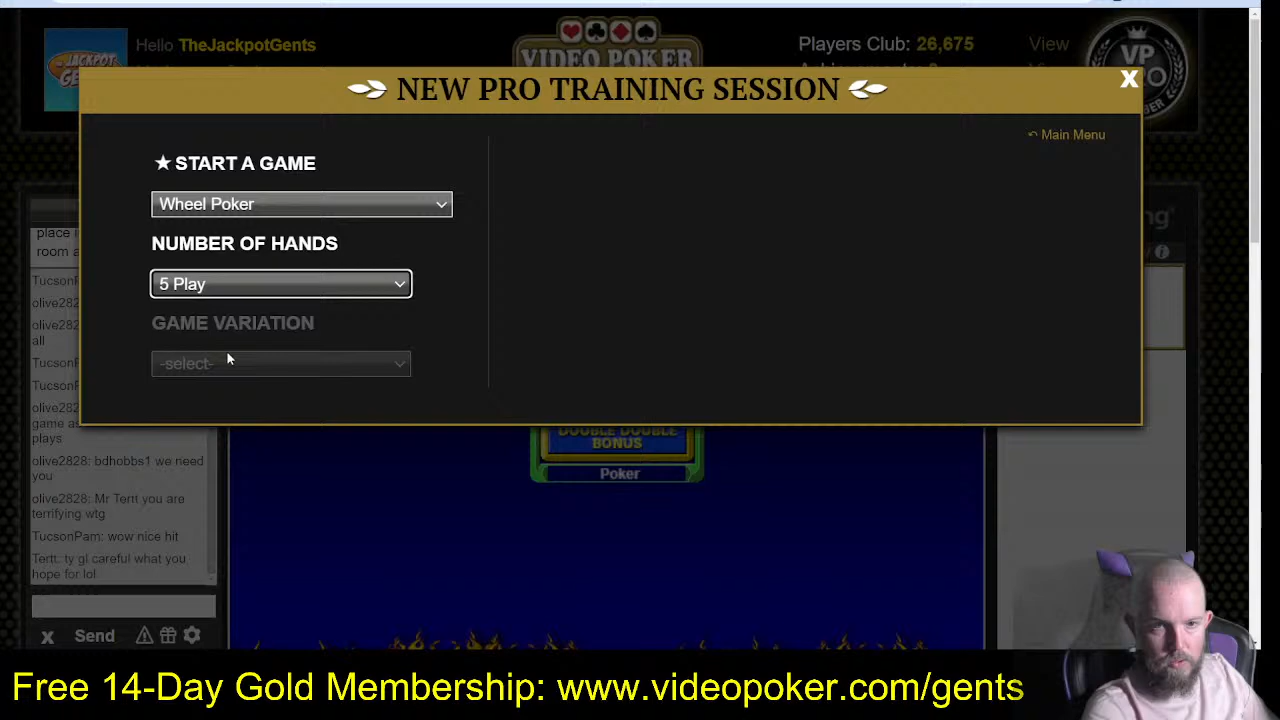 Hello TheJackpotGents
VIDEO POKER
Players Club: 26,675
View
VP
NEW PRO TRAINING SESSION
X
Main Menu
★ START A GAME
Wheel Poker
NUMBER OF HANDS
5 Play
GAME VARIATION
-select-
place
room a
TucsonP
olive282
olive282
all
TucsonP
TucsonP
olive282
game as
plays
olive2828: bdhobbs1 we need
you
olive2828: Mr Tertt you are
terrifying wtg
TucsonPam: wow nice hit
Tertt: ty gl careful what you
hope for lol
X Send
DOUBLE DOUBLE
BONUS
Poker
Free 14-Day Gold Membership: www.videopoker.com/gents